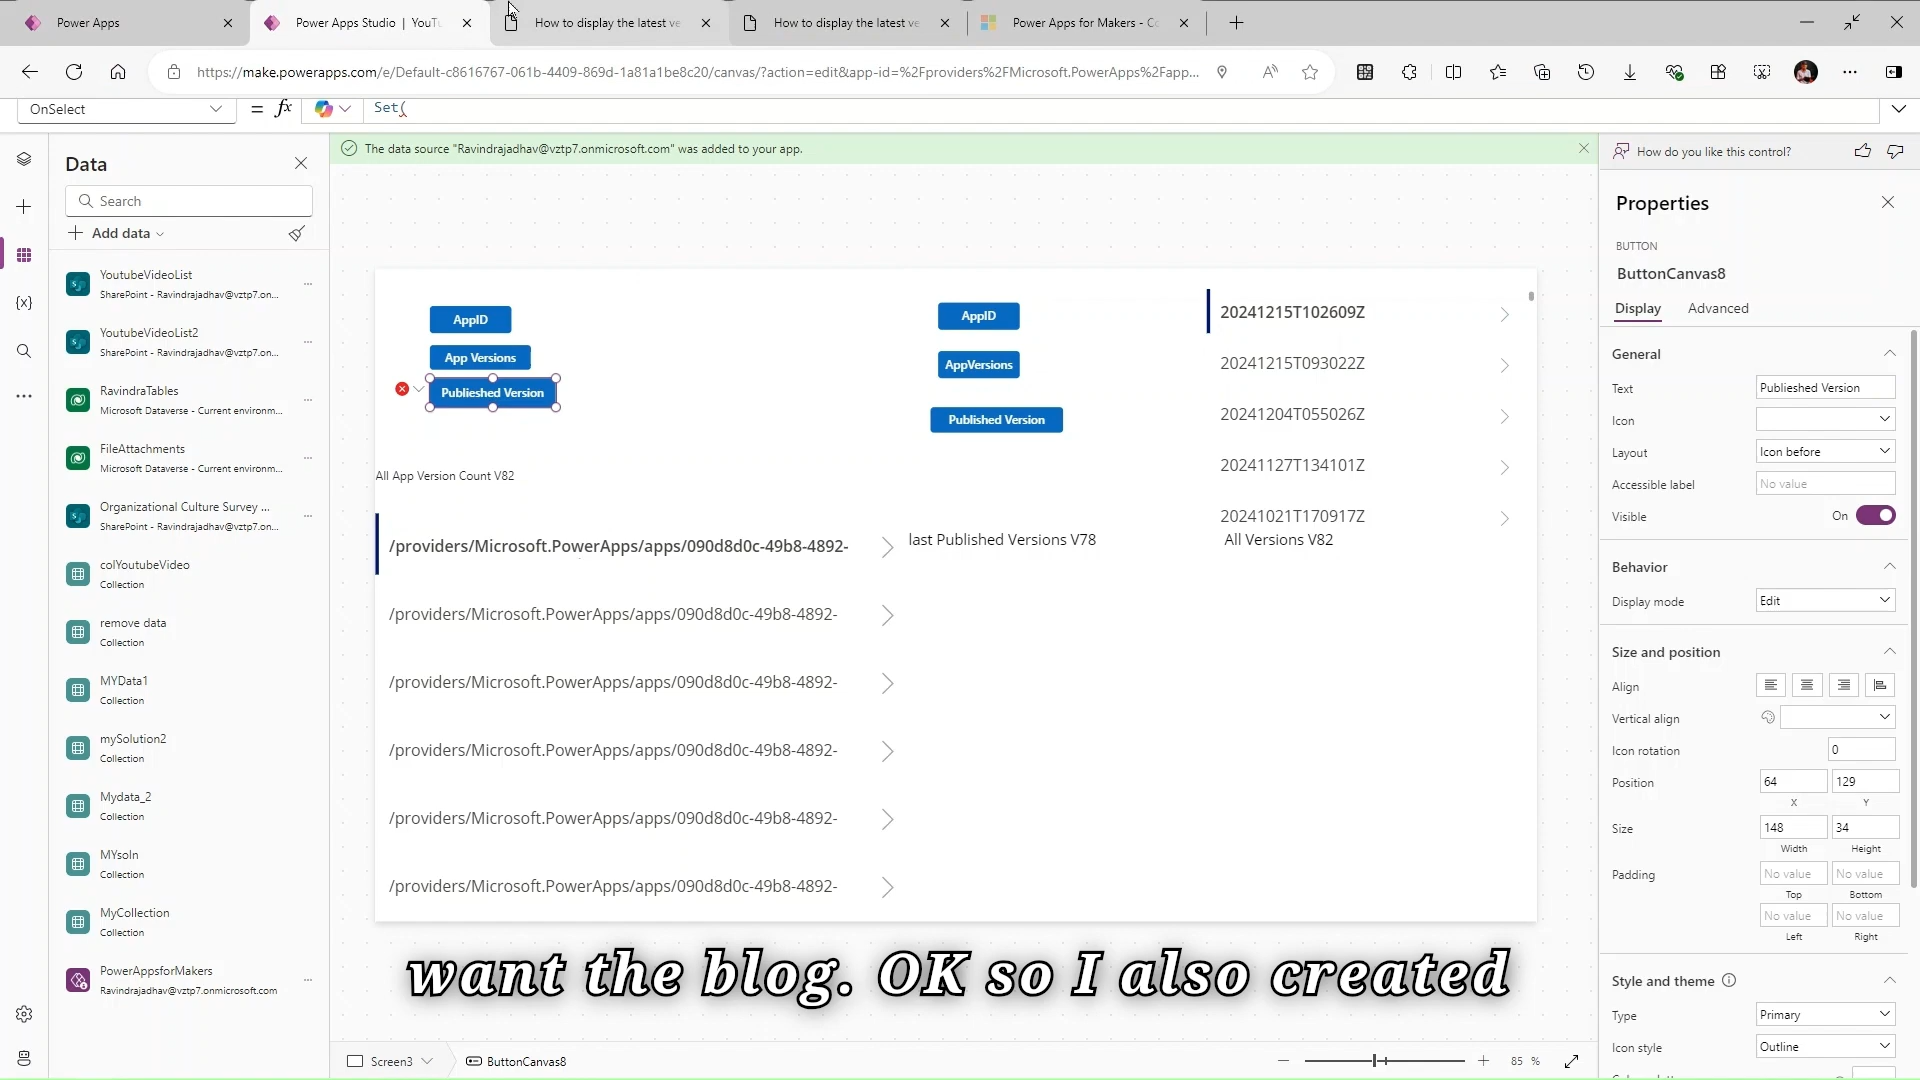 Power Apps
Power Apps Studio | YouTu
How to display the latest ve
How to display the latest ve
Power Apps for Makers - Co
https://make.powerapps.com/e/Default-c8616767-061b-4409-869d-1a81a1be8c20/canvas/?action=edit&app-id=%2Fproviders%2FMicrosoft.PowerApps%2Fapp...
OnSelect
= fx
Set(
Data
Search
Add data
YoutubeVideoList
SharePoint - Ravindrajadhav@vztp7.on...
YoutubeVideoList2
SharePoint - Ravindrajadhav@vztp7.on...
RavindraTables
Microsoft Dataverse - Current environm...
FileAttachments
Microsoft Dataverse - Current environm...
Organizational Culture Survey ...
SharePoint - Ravindrajadhav@vztp7.on...
colYoutubeVideo
Collection
remove data
Collection
MYData1
Collection
mySolution2
Collection
Mydata_2
Collection
MYsoln
Collection
MyCollection
Collection
PowerAppsforMakers
Ravindrajadhav@vztp7.onmicrosoft.com
The data source "Ravindrajadhav@vztp7.onmicrosoft.com" was added to your app.
AppID
App Versions
Publieshed Version
All App Version Count V82
/providers/Microsoft.PowerApps/apps/090d8d0c-49b8-4892-
/providers/Microsoft.PowerApps/apps/090d8d0c-49b8-4892-
/providers/Microsoft.PowerApps/apps/090d8d0c-49b8-4892-
/providers/Microsoft.PowerApps/apps/090d8d0c-49b8-4892-
/providers/Microsoft.PowerApps/apps/090d8d0c-49b8-4892-
/providers/Microsoft.PowerApps/apps/090d8d0c-49b8-4892-
AppID
AppVersions
Published Version
last Published Versions V78
20241215T102609Z
20241215T093022Z
20241204T055026Z
20241127T134101Z
20241021T170917Z
All Versions V82
want the blog. OK so I also created
Screen3
ButtonCanvas8
85 %
How do you like this control?
Properties
BUTTON
ButtonCanvas8
Display Advanced
General
Text Publieshed Version
Icon
Layout Icon before
Accessible label No value
Visible On
Behavior
Display mode Edit
Size and position
Align
Vertical align
Icon rotation 0
Position 64 129
X Y
Size 148 34
Width Height
Padding No value No value
Top Bottom
No value No value
Left Right
Style and theme
Type Primary
Icon style Outline